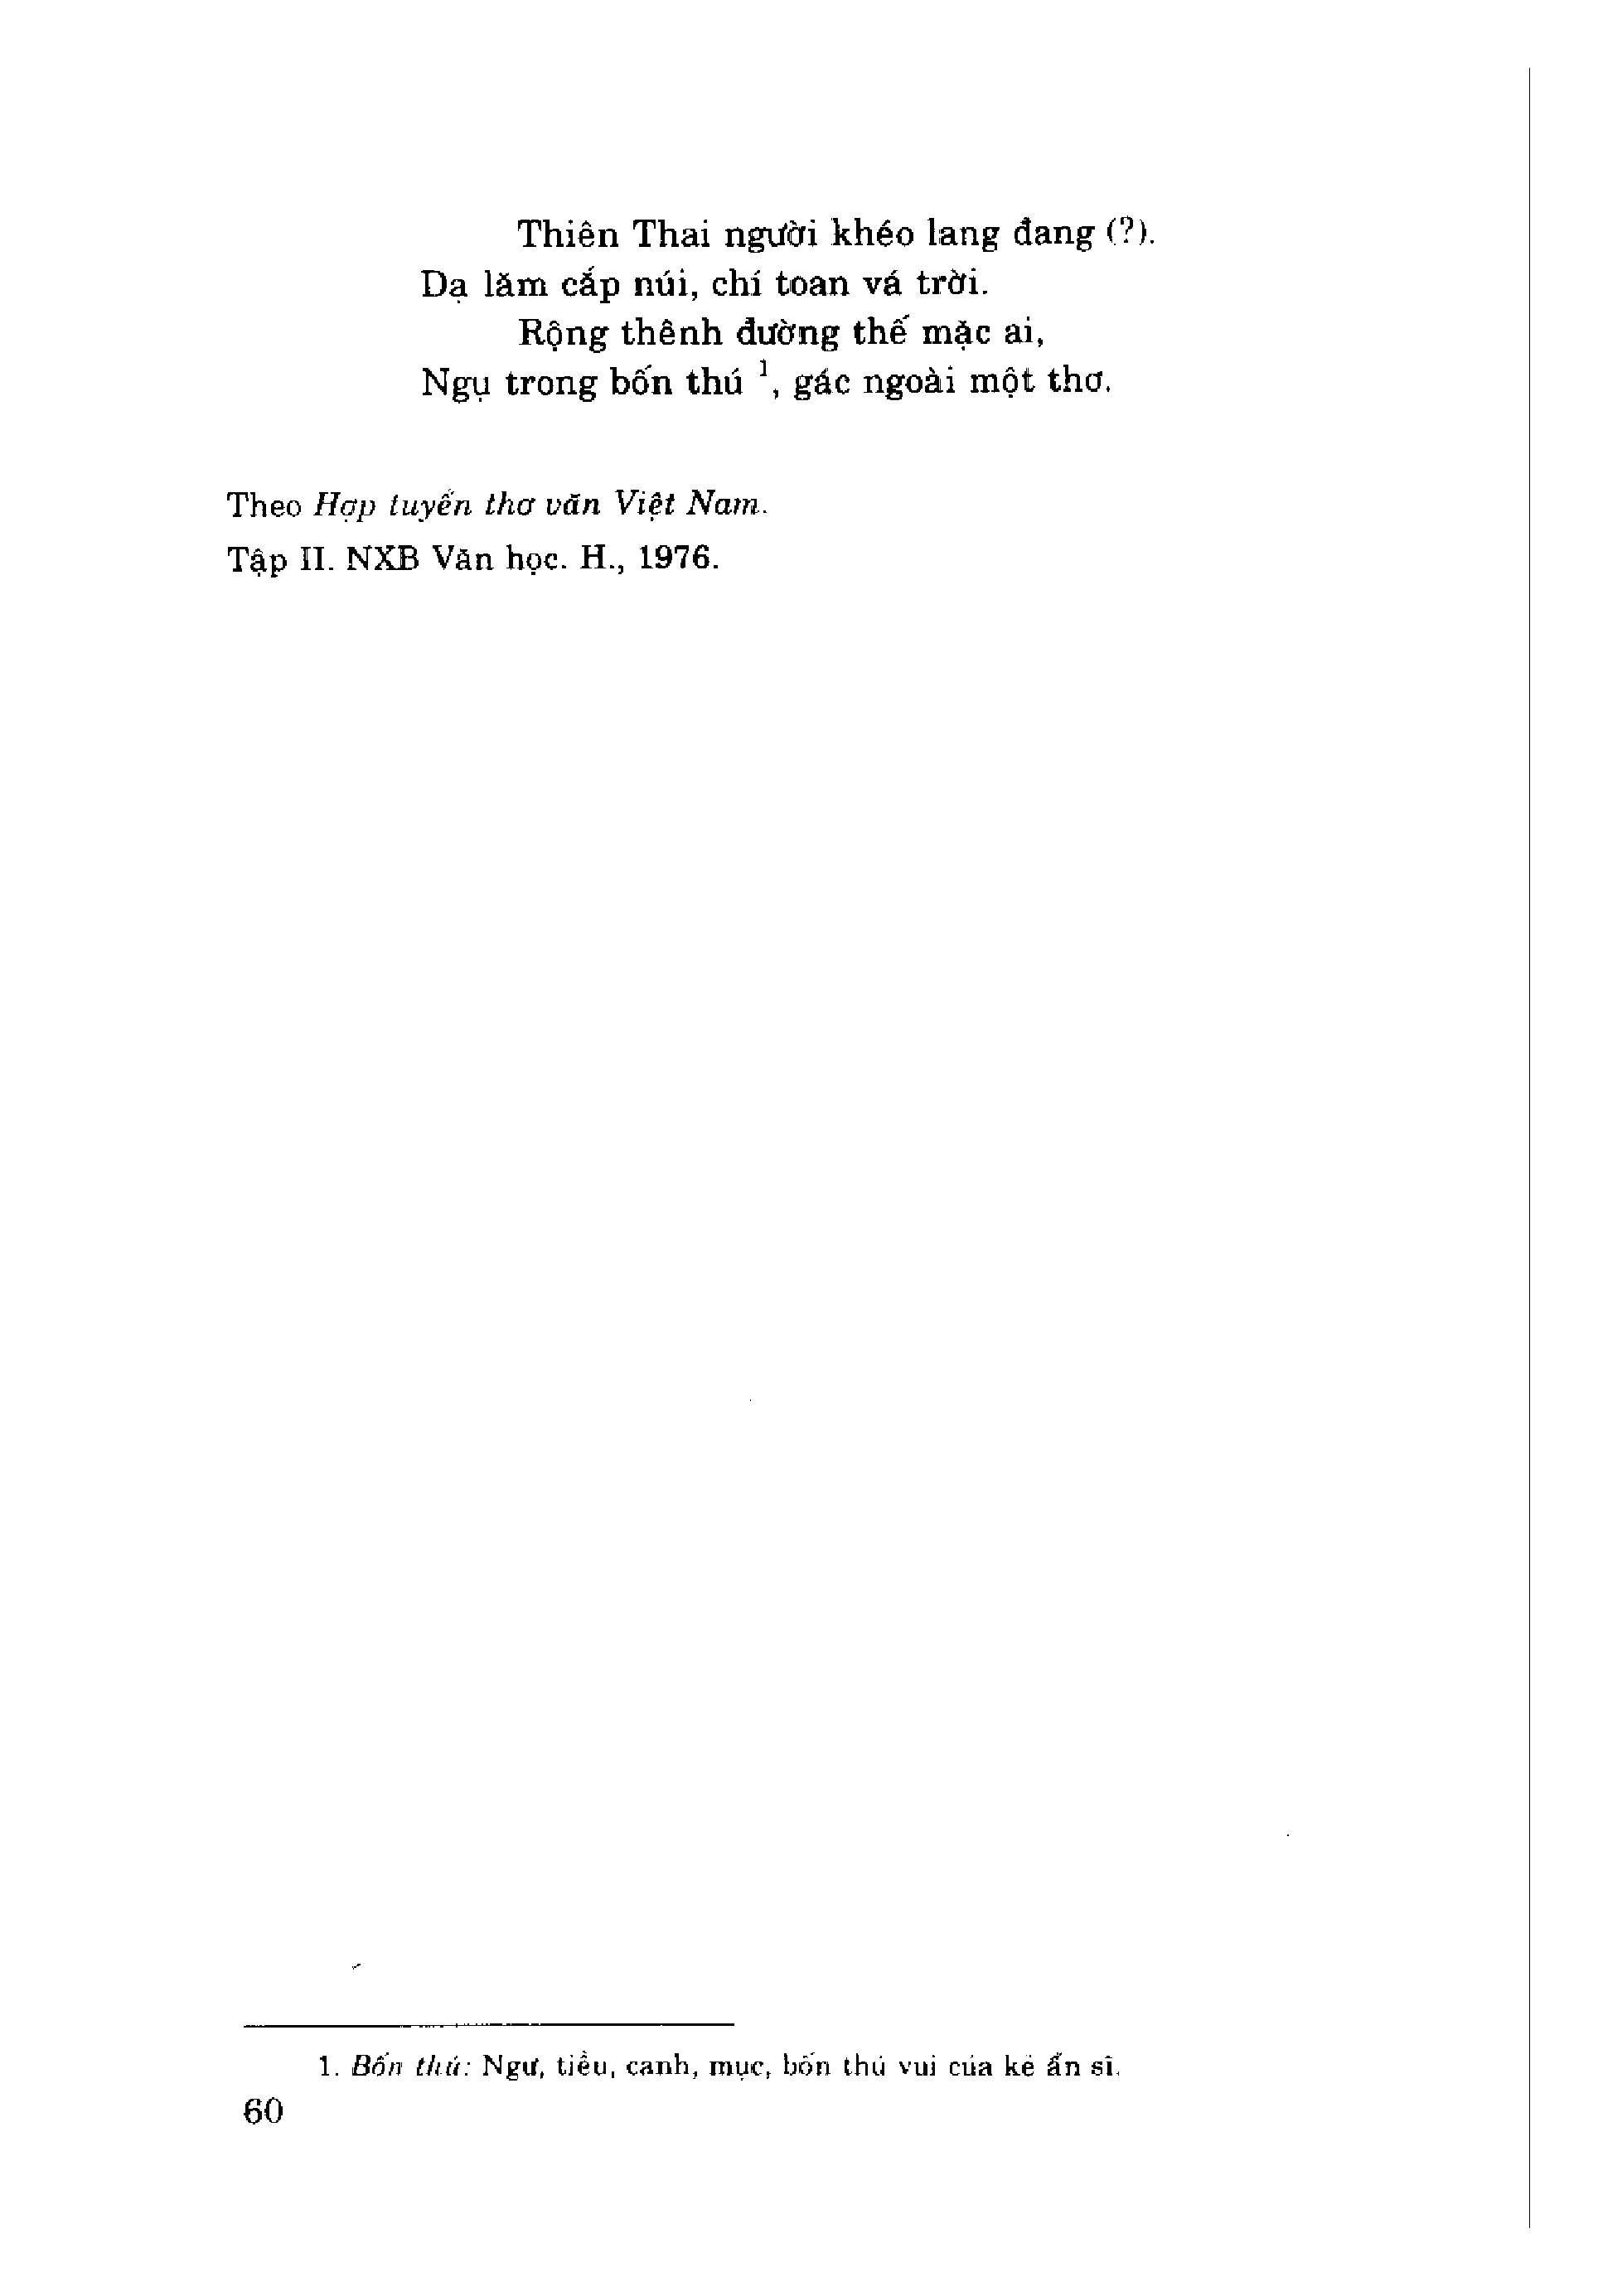 Thiên Thai người khéo lang đang (?).
Dạ lăm cắp núi, chí toan vá trời.
Rộng thênh đường thế mặc ai,
Ngụ trong bốn thú ¹, gác ngoài một thơ.
Theo Hợp tuyển thơ văn Việt Nam.
Tập II. NXB Văn học. H., 1976.
1. Bốn thú: Ngư, tiều, canh, mục, bốn thú vui của kẻ ẩn sĩ.
60